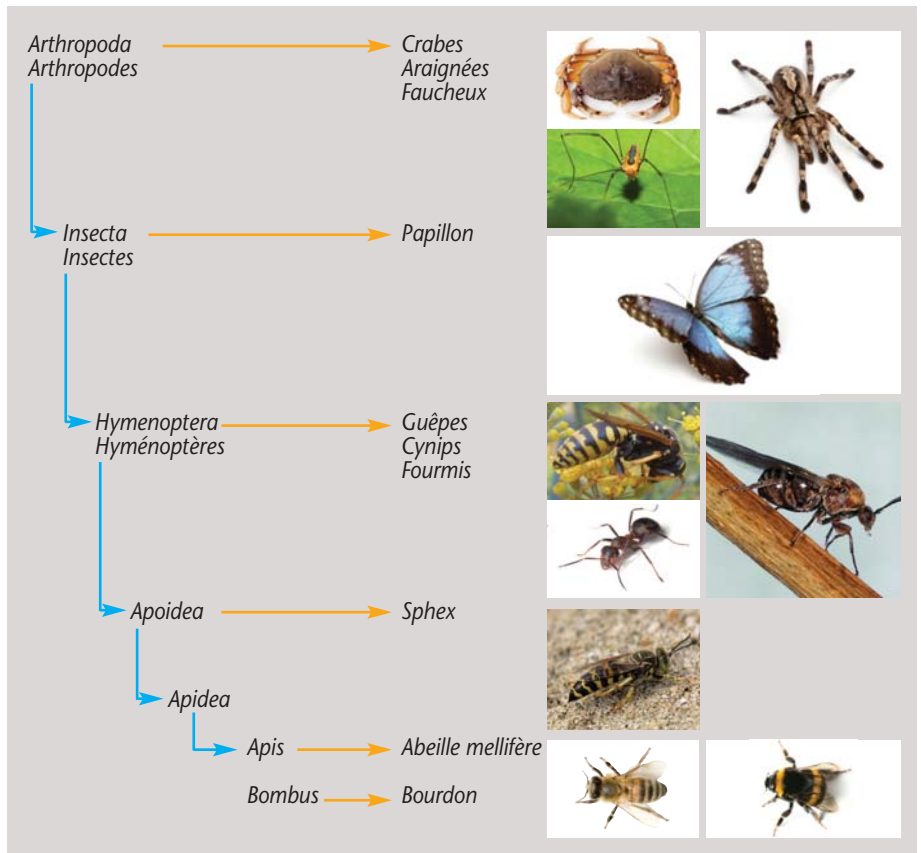 Arthropoda
Arthropodes
Crabes
Araignées
Faucheux
Insecta
Insectes
Papillon
Hymenoptera
Hyménoptères
Guêpes
Cynips
Fourmis
Apoidea
Sphex
Apidea
Apis
Abeille mellifère
Bombus
Bourdon